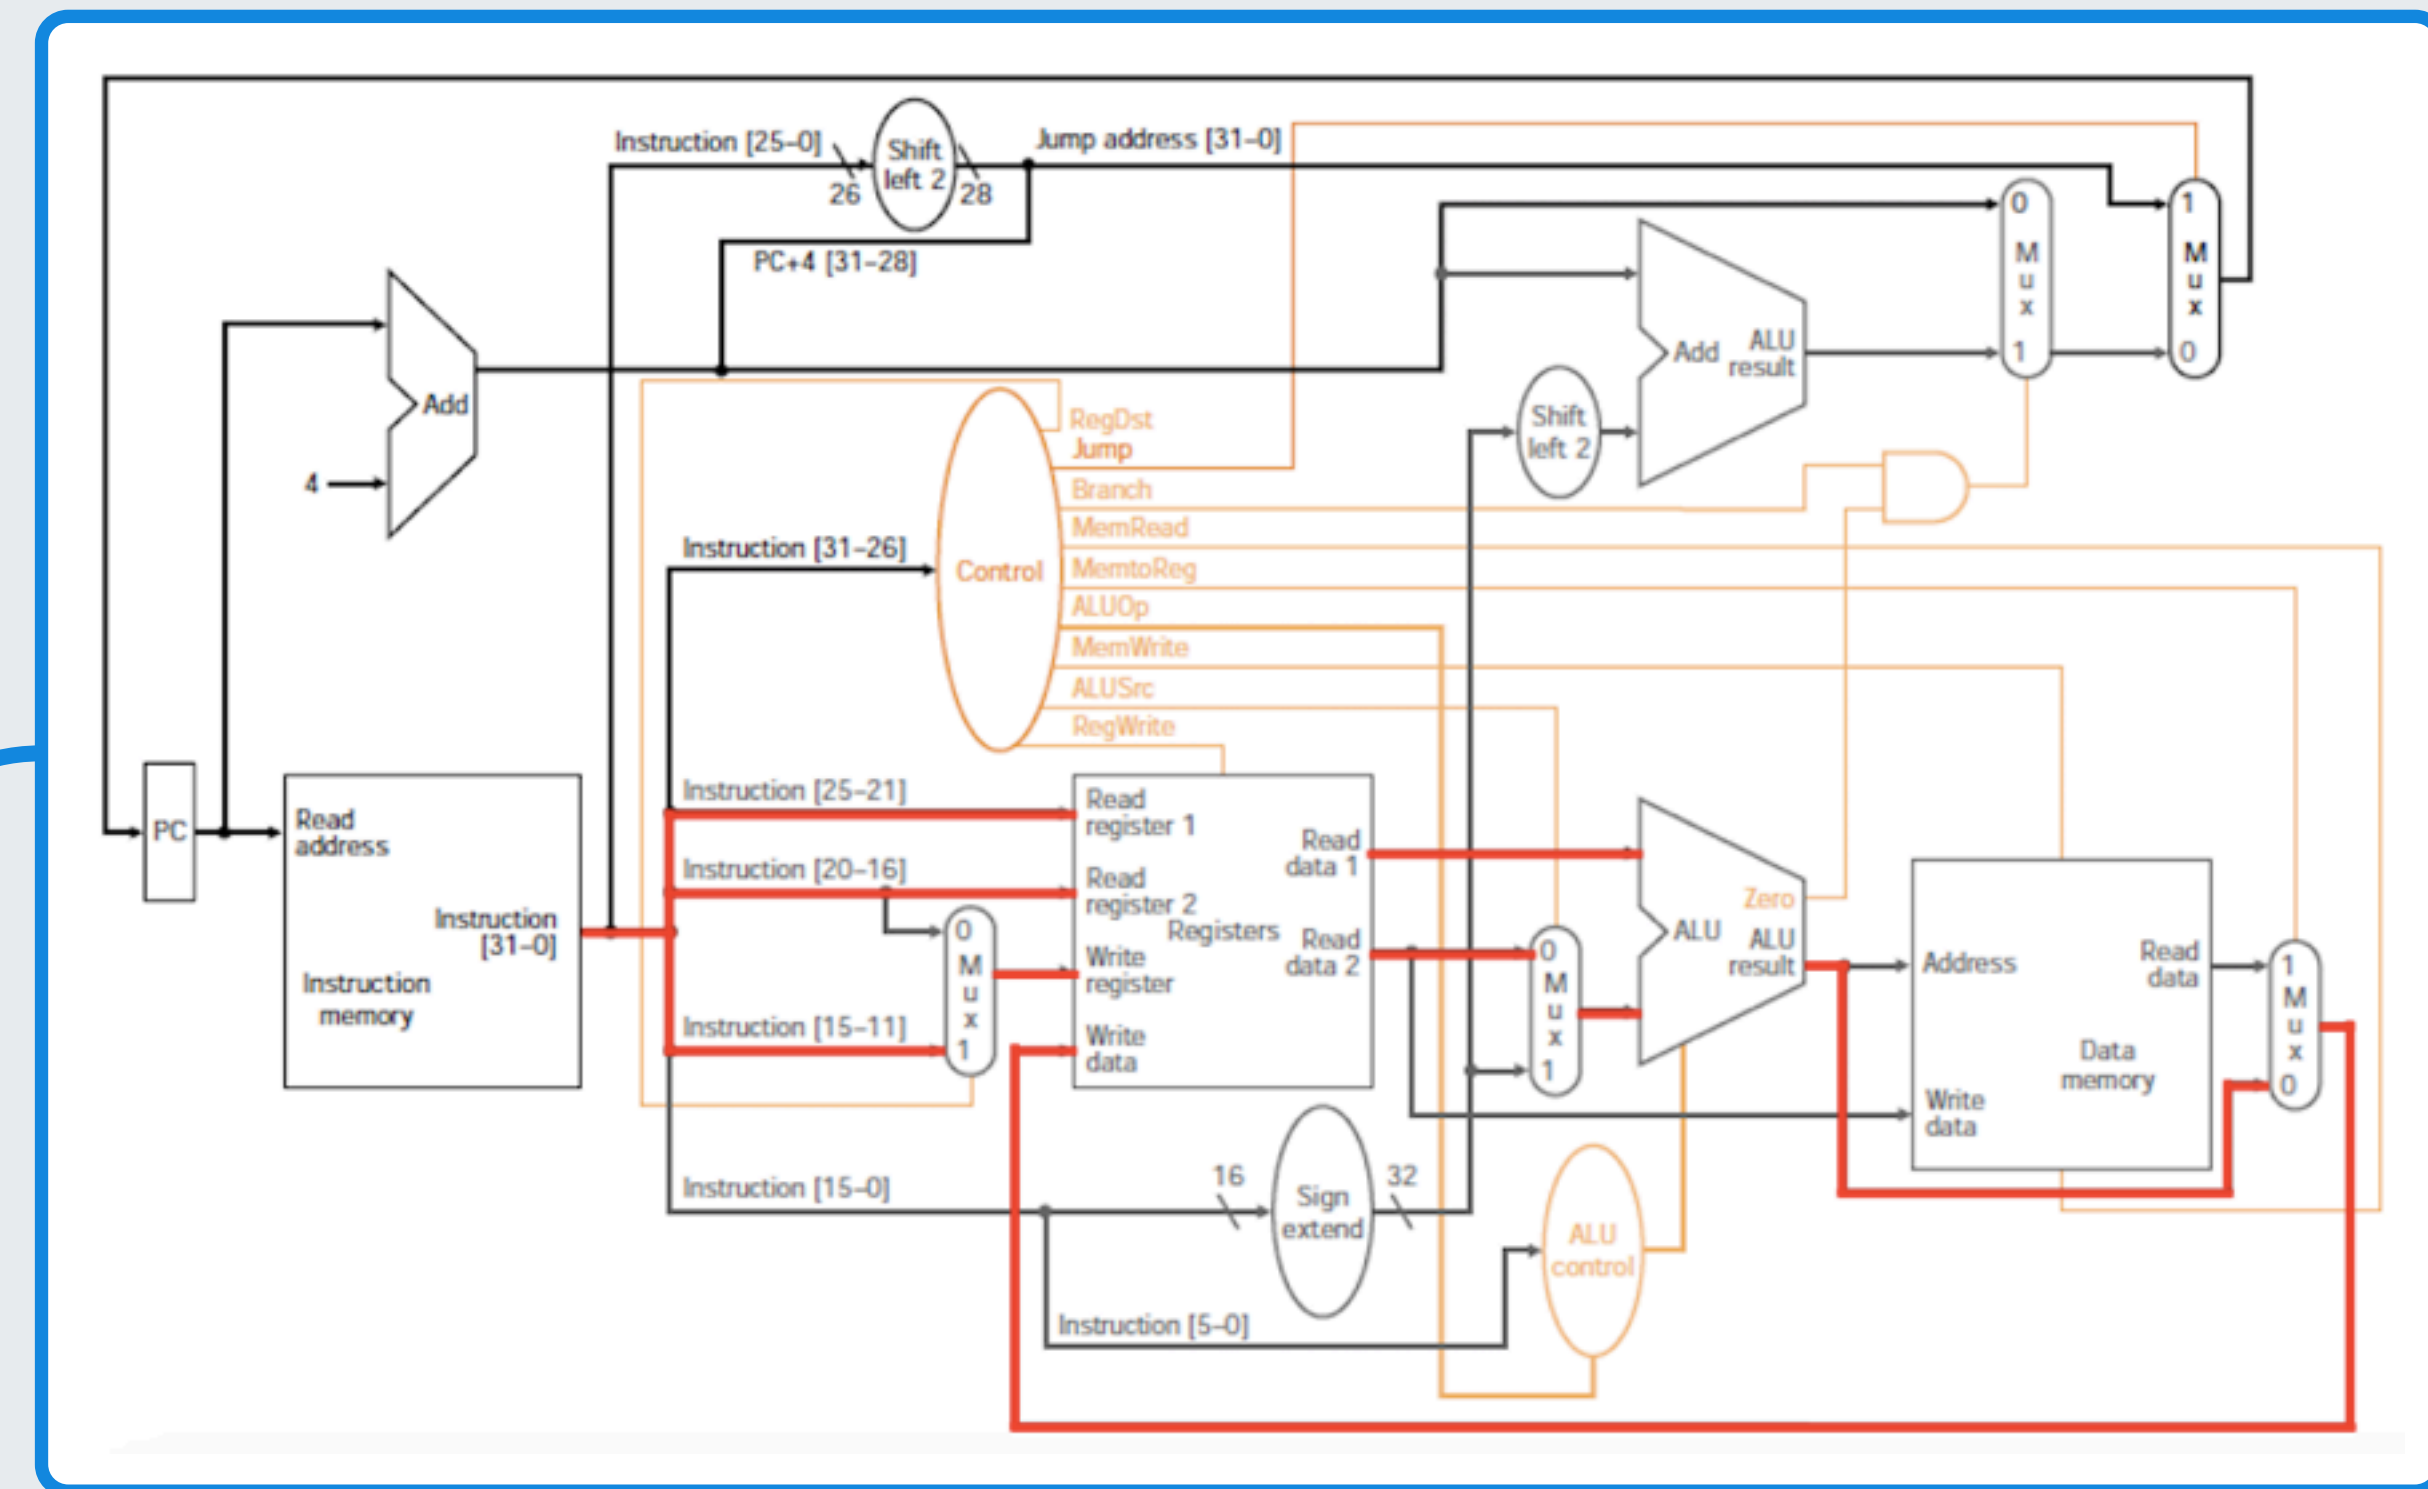 Instruction [25–0]
26
Shift
left 2
28
Jump address [31–0]
PC+4 [31–28]
Add
4
0
M
u
x
1
1
M
u
x
0
Add
ALU
result
Shift
left 2
RegDst
Jump
Branch
MemRead
MemtoReg
ALUOp
MemWrite
ALUSrc
RegWrite
Instruction [31–26]
Control
PC
Read
address
Instruction
[31–0]
Instruction
memory
Instruction [25–21]
Instruction [20–16]
Instruction [15–11]
0
M
u
x
1
Read
register 1
Read
register 2
Write
register
Write
data
Registers
Read
data 1
Read
data 2
0
M
u
x
1
Zero
ALU
ALU
result
Address
Read
data
Data
memory
Write
data
1
M
u
x
0
Instruction [15–0]
16
Sign
extend
32
ALU
control
Instruction [5–0]